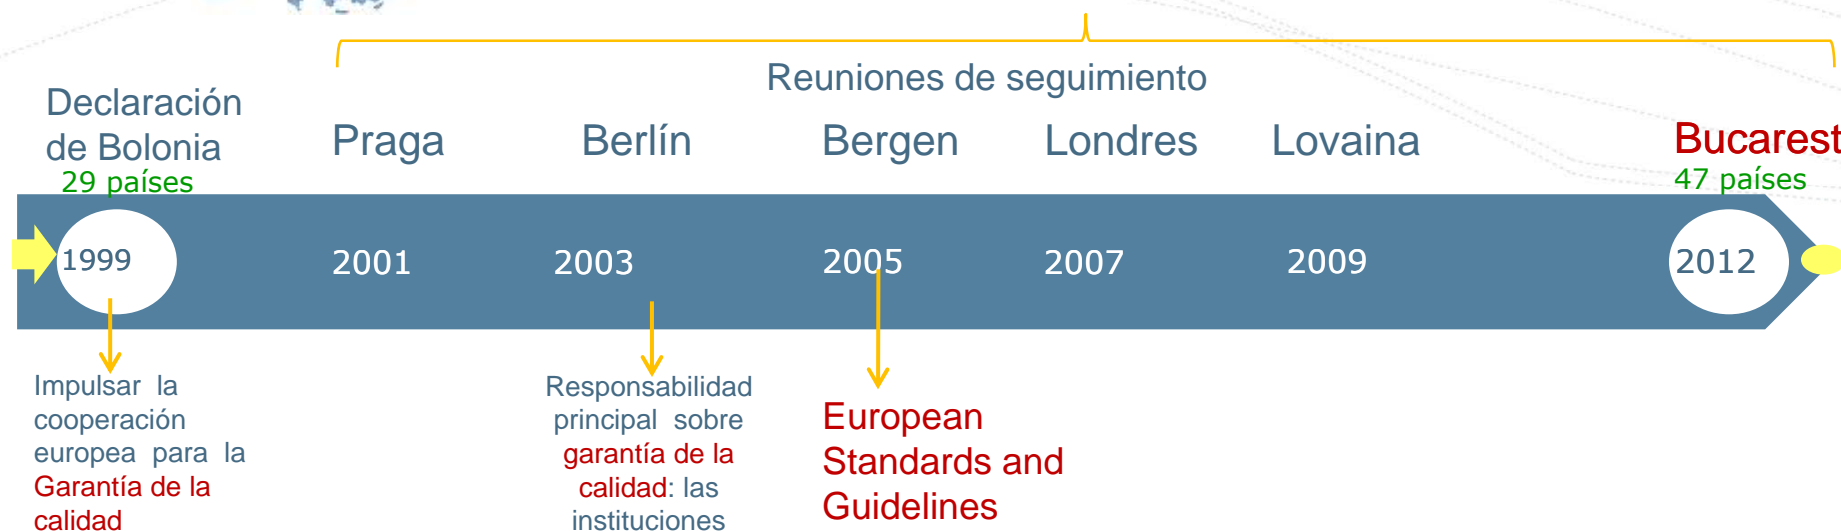 Reuniones de seguimiento
Declaración
de Bolonia
29 países
Praga
Berlín
Bergen
Londres
Lovaina
Bucarest
47 países
1999
2001
2003
2005
2007
2009
2012
Impulsar la
cooperación
europea para la
Garantía de la
calidad
Responsabilidad
principal sobre
garantía de la
calidad: las
instituciones
European
Standards and
Guidelines